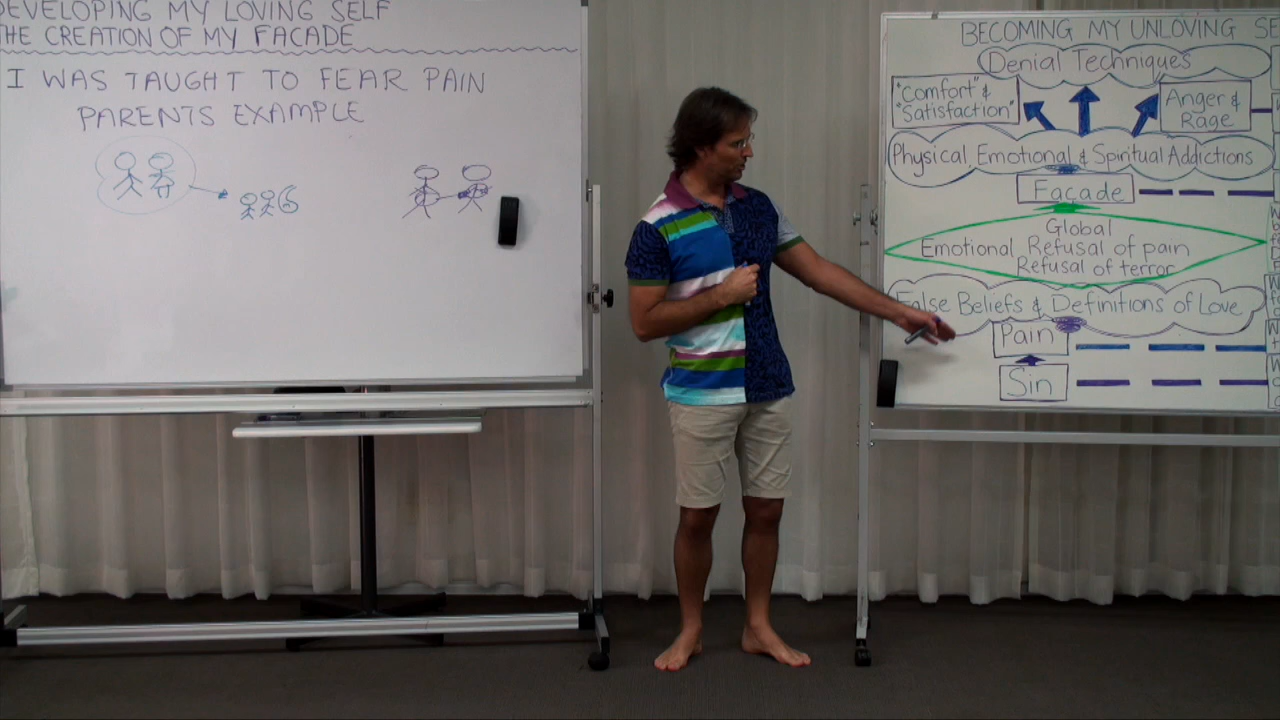 DEVELOPING MY LOVING SELF
THE CREATION OF MY FACADE
I WAS TAUGHT TO FEAR PAIN
PARENTS EXAMPLE
BECOMING MY UNLOVING SE
Denial Techniques
"Comfort" &
"Satisfaction"
Anger &
Rage
Physical, Emotional & Spiritual Addictions
Façade
Global
Emotional Refusal of pain
Refusal of terror
False Beliefs & Definitions of Love
Pain
Sin